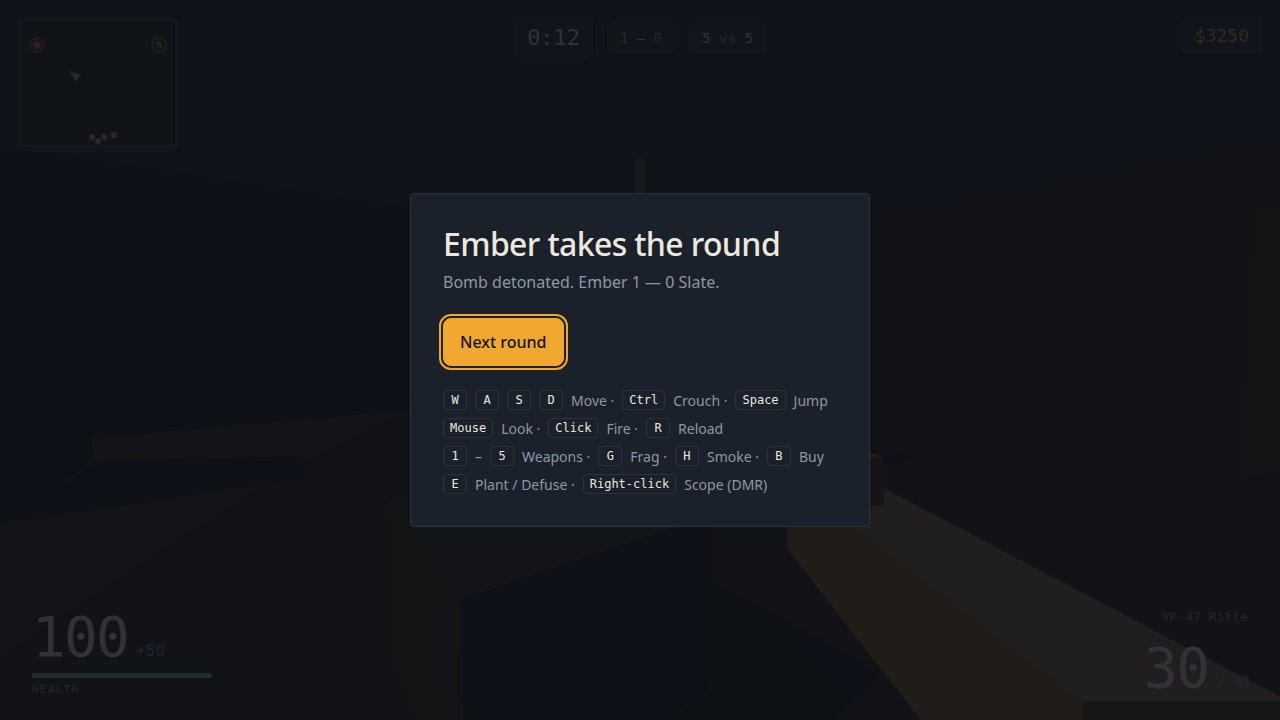 0:12
1 – 0
5 vs 5
$3250
Ember takes the round
Bomb detonated. Ember 1 — 0 Slate.
Next round
W A S D Move · Ctrl Crouch · Space Jump
Mouse Look · Click Fire · R Reload
1 – 5 Weapons · G Frag · H Smoke · B Buy
E Plant / Defuse · Right-click Scope (DMR)
100 +50
HEALTH
VK-47 Rifle
30 / 90